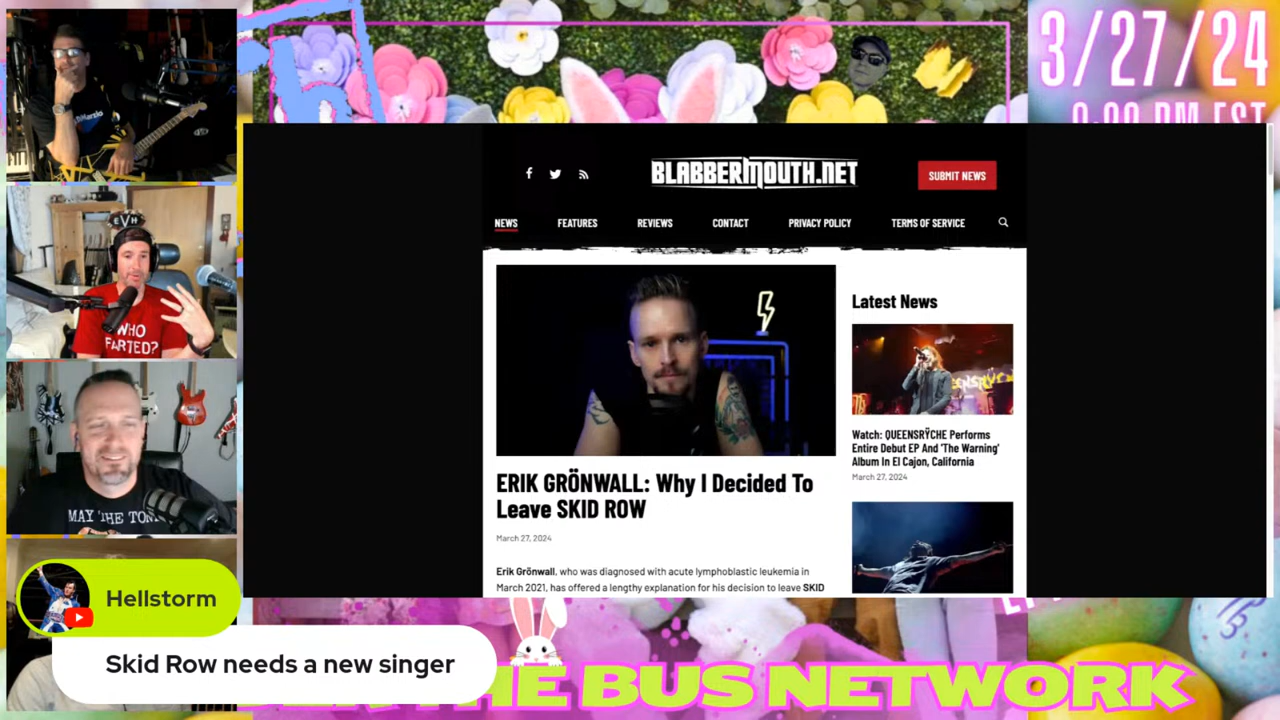 3/27/24
BLABBERMOUTH.NET
SUBMIT NEWS
NEWS
FEATURES
REVIEWS
CONTACT
PRIVACY POLICY
TERMS OF SERVICE
EVH
WHO
FARTED?
Latest News
Watch: QUEENSRŸCHE Performs
Entire Debut EP And 'The Warning'
Album In El Cajon, California
March 27, 2024
ERIK GRÖNWALL: Why I Decided To
Leave SKID ROW
March 27, 2024
Erik Grönwall, who was diagnosed with acute lymphoblastic leukemia in
March 2021, has offered a lengthy explanation for his decision to leave SKID
MAY THE
Hellstorm
Skid Row needs a new singer
THE BUS NETWORK